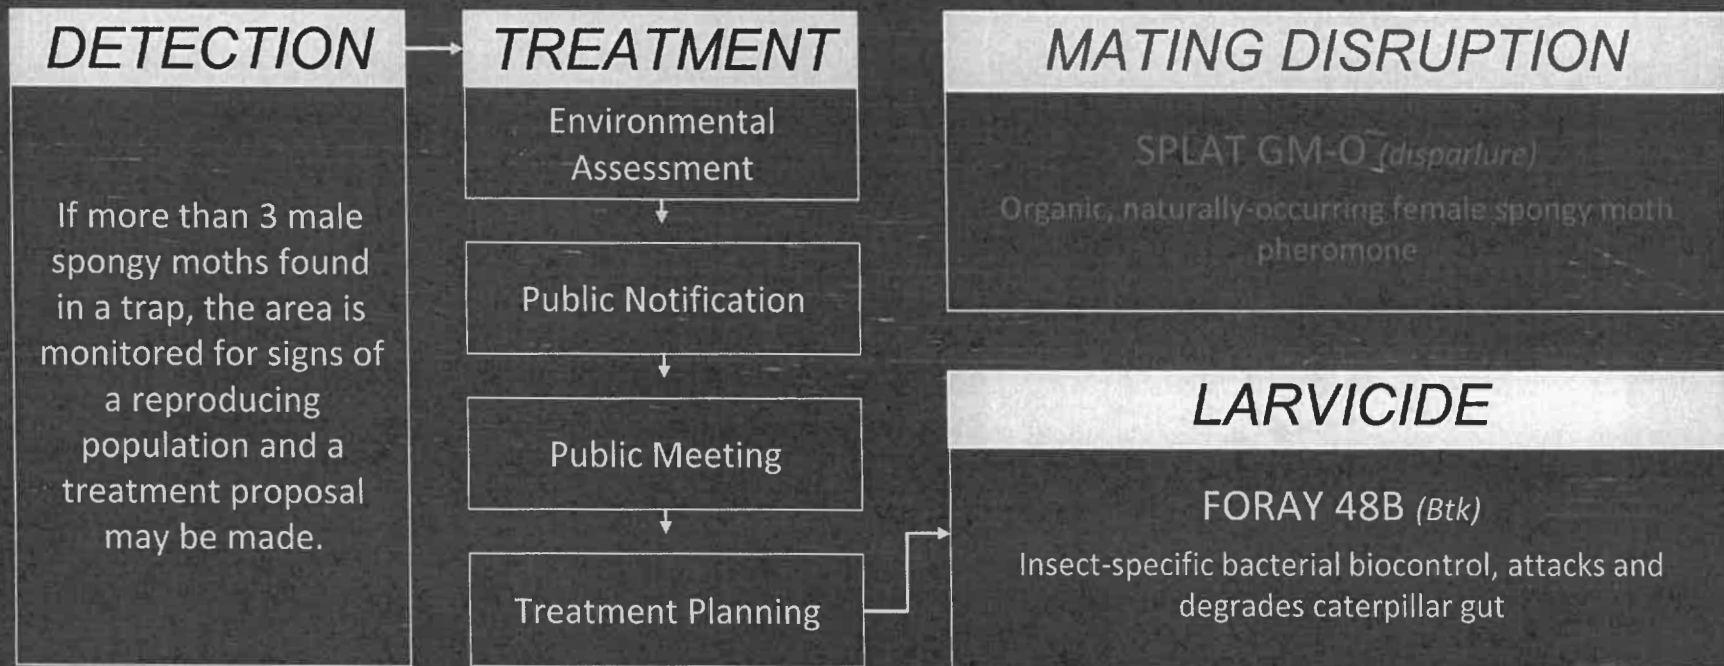 DETECTION
If more than 3 male
spongy moths found
in a trap, the area is
monitored for signs of
a reproducing
population and a
treatment proposal
may be made.
TREATMENT
Environmental
Assessment
Public Notification
Public Meeting
Treatment Planning
MATING DISRUPTION
SPLAT GM-O (disparlure)
Organic, naturally-occurring female spongy moth
pheromone
LARVICIDE
FORAY 48B (Btk)
Insect-specific bacterial biocontrol, attacks and
degrades caterpillar gut